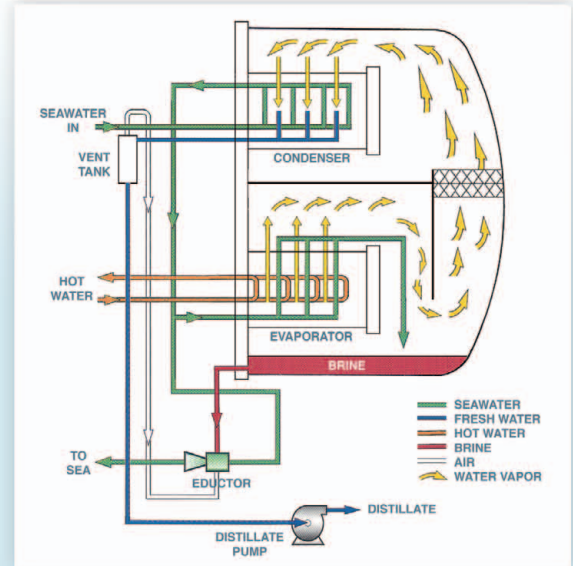 SEAWATER
IN
VENT
TANK
CONDENSER
HOT
WATER
EVAPORATOR
BRINE
SEAWATER
FRESH WATER
HOT WATER
BRINE
AIR
WATER VAPOR
TO
SEA
EDUCTOR
DISTILLATE
DISTILLATE
PUMP